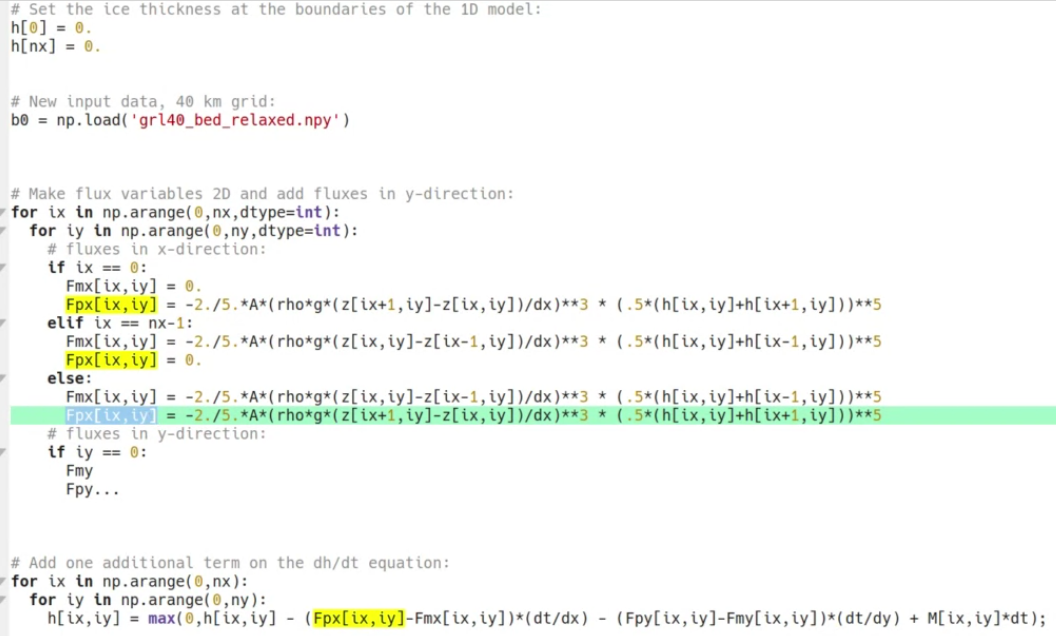 # Set the ice thickness at the boundaries of the 1D model:
h[0] = 0.
h[nx] = 0.
# New input data, 40 km grid:
b0 = np.load('grl40_bed_relaxed.npy')
# Make flux variables 2D and add fluxes in y-direction:
for ix in np.arange(0,nx,dtype=int):
  for iy in np.arange(0,ny,dtype=int):
    # fluxes in x-direction:
    if ix == 0:
      Fmx[ix,iy] = 0.
      Fpx[ix,iy] = -2./5.*A*(rho*g*(z[ix+1,iy]-z[ix,iy])/dx)**3 * (.5*(h[ix,iy]+h[ix+1,iy]))**5
    elif ix == nx-1:
      Fmx[ix,iy] = -2./5.*A*(rho*g*(z[ix,iy]-z[ix-1,iy])/dx)**3 * (.5*(h[ix,iy]+h[ix-1,iy]))**5
      Fpx[ix,iy] = 0.
    else:
      Fmx[ix,iy] = -2./5.*A*(rho*g*(z[ix,iy]-z[ix-1,iy])/dx)**3 * (.5*(h[ix,iy]+h[ix-1,iy]))**5
      Fpx[ix,iy] = -2./5.*A*(rho*g*(z[ix+1,iy]-z[ix,iy])/dx)**3 * (.5*(h[ix,iy]+h[ix+1,iy]))**5
    # fluxes in y-direction:
    if iy == 0:
      Fmy
      Fpy...
# Add one additional term on the dh/dt equation:
for ix in np.arange(0,nx):
  for iy in np.arange(0,ny):
    h[ix,iy] = max(0,h[ix,iy] - (Fpx[ix,iy]-Fmx[ix,iy])*(dt/dx) - (Fpy[ix,iy]-Fmy[ix,iy])*(dt/dy) + M[ix,iy]*dt);